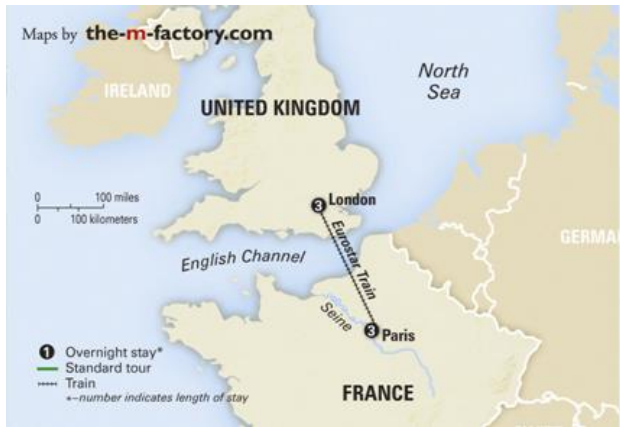 Maps by the-m-factory.com
North
Sea
IRELAND
UNITED KINGDOM
0 100 miles
0 100 kilometers
3 London
GERMA
English Channel
Eurostar Train
Seine
3 Paris
1 Overnight stay*
Standard tour
Train
*–number indicates length of stay
FRANCE